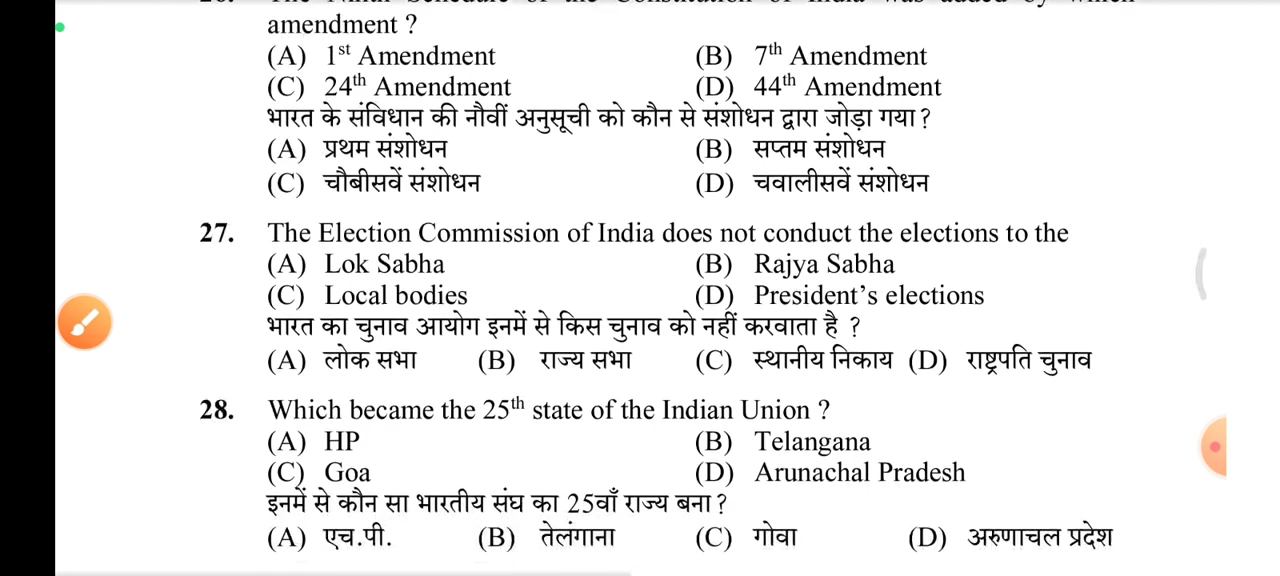 amendment ?
(A) 1st Amendment (B) 7th Amendment
(C) 24th Amendment (D) 44th Amendment
भारत के संविधान की नौवीं अनुसूची को कौन से संशोधन द्वारा जोड़ा गया ?
(A) प्रथम संशोधन (B) सप्तम संशोधन
(C) चौबीसवें संशोधन (D) चवालीसवें संशोधन
27. The Election Commission of India does not conduct the elections to the
(A) Lok Sabha (B) Rajya Sabha
(C) Local bodies (D) President’s elections
भारत का चुनाव आयोग इनमें से किस चुनाव को नहीं करवाता है ?
(A) लोक सभा (B) राज्य सभा (C) स्थानीय निकाय (D) राष्ट्रपति चुनाव
28. Which became the 25th state of the Indian Union ?
(A) HP (B) Telangana
(C) Goa (D) Arunachal Pradesh
इनमें से कौन सा भारतीय संघ का 25वाँ राज्य बना ?
(A) एच.पी. (B) तेलंगाना (C) गोवा (D) अरुणाचल प्रदेश